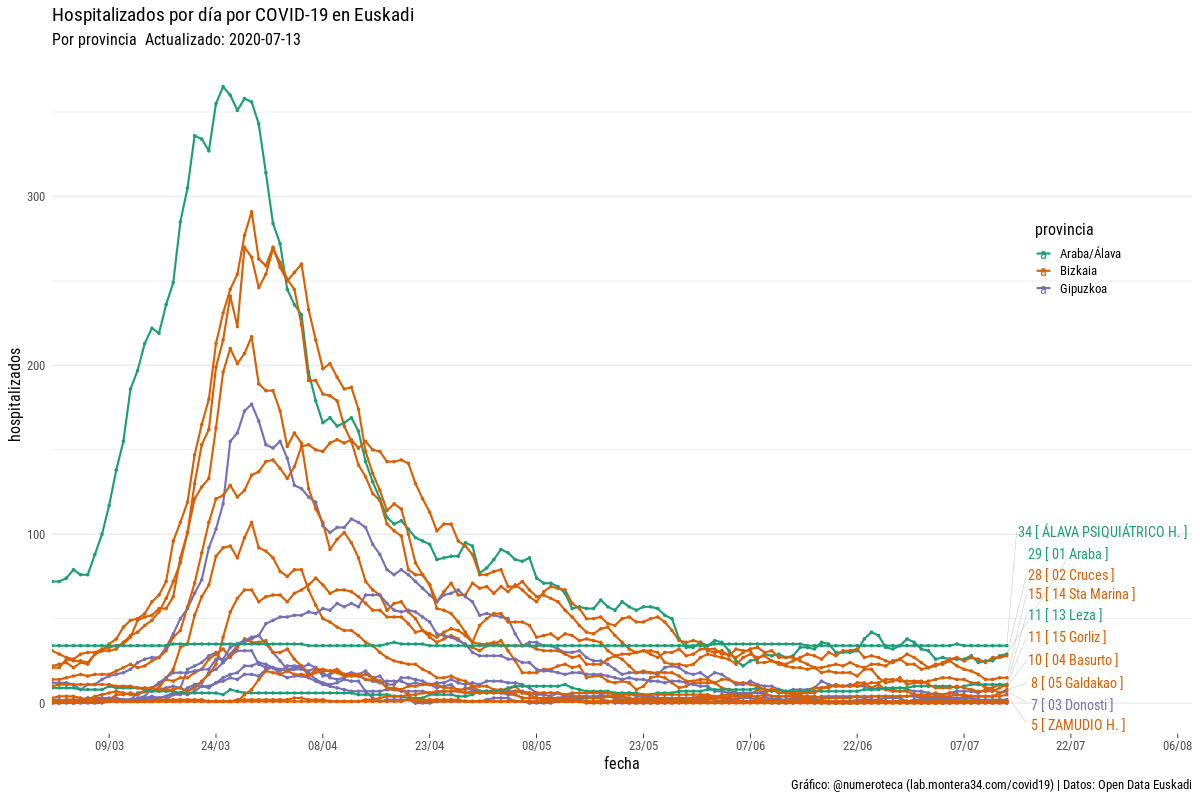 Hospitalizados por día por COVID-19 en Euskadi
Por provincia Actualizado: 2020-07-13
hospitalizados
300
200
100
0
provincia
Araba/Álava
Bizkaia
Gipuzkoa
34 [ ÁLAVA PSIQUIÁTRICO H. ]
29 [ 01 Araba ]
28 [ 02 Cruces ]
15 [ 14 Sta Marina ]
11 [ 13 Leza ]
11 [ 15 Gorliz ]
10 [ 04 Basurto ]
8 [ 05 Galdakao ]
7 [ 03 Donosti ]
5 [ ZAMUDIO H. ]
09/03 24/03 08/04 23/04 08/05 23/05 07/06 22/06 07/07 22/07 06/08
fecha
Gráfico: @numeroteca (lab.montera34.com/covid19) | Datos: Open Data Euskadi